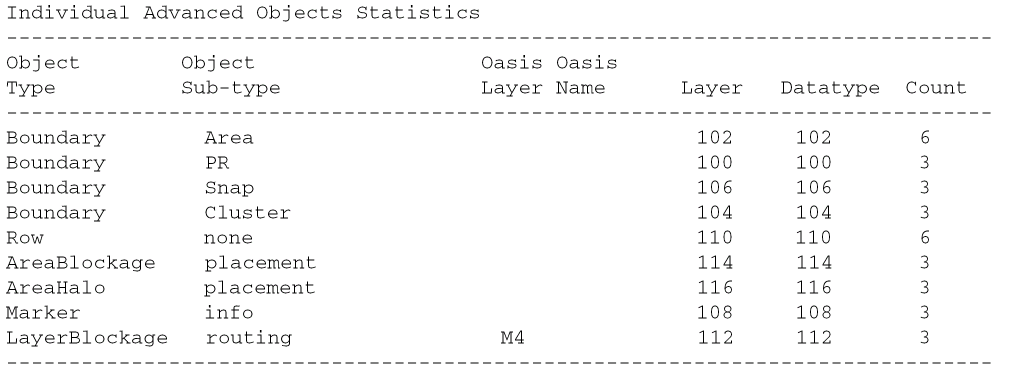 Individual Advanced Objects Statistics
-------------------------------------------------------------------------------
Object        Object                  Oasis Oasis
Type          Sub-type                Layer Name      Layer   Datatype  Count
-------------------------------------------------------------------------------
Boundary        Area                                   102     102       6
Boundary        PR                                     100     100       3
Boundary        Snap                                   106     106       3
Boundary        Cluster                                104     104       3
Row             none                                   110     110       6
AreaBlockage    placement                              114     114       3
AreaHalo        placement                              116     116       3
Marker          info                                   108     108       3
LayerBlockage   routing                 M4             112     112       3
-------------------------------------------------------------------------------